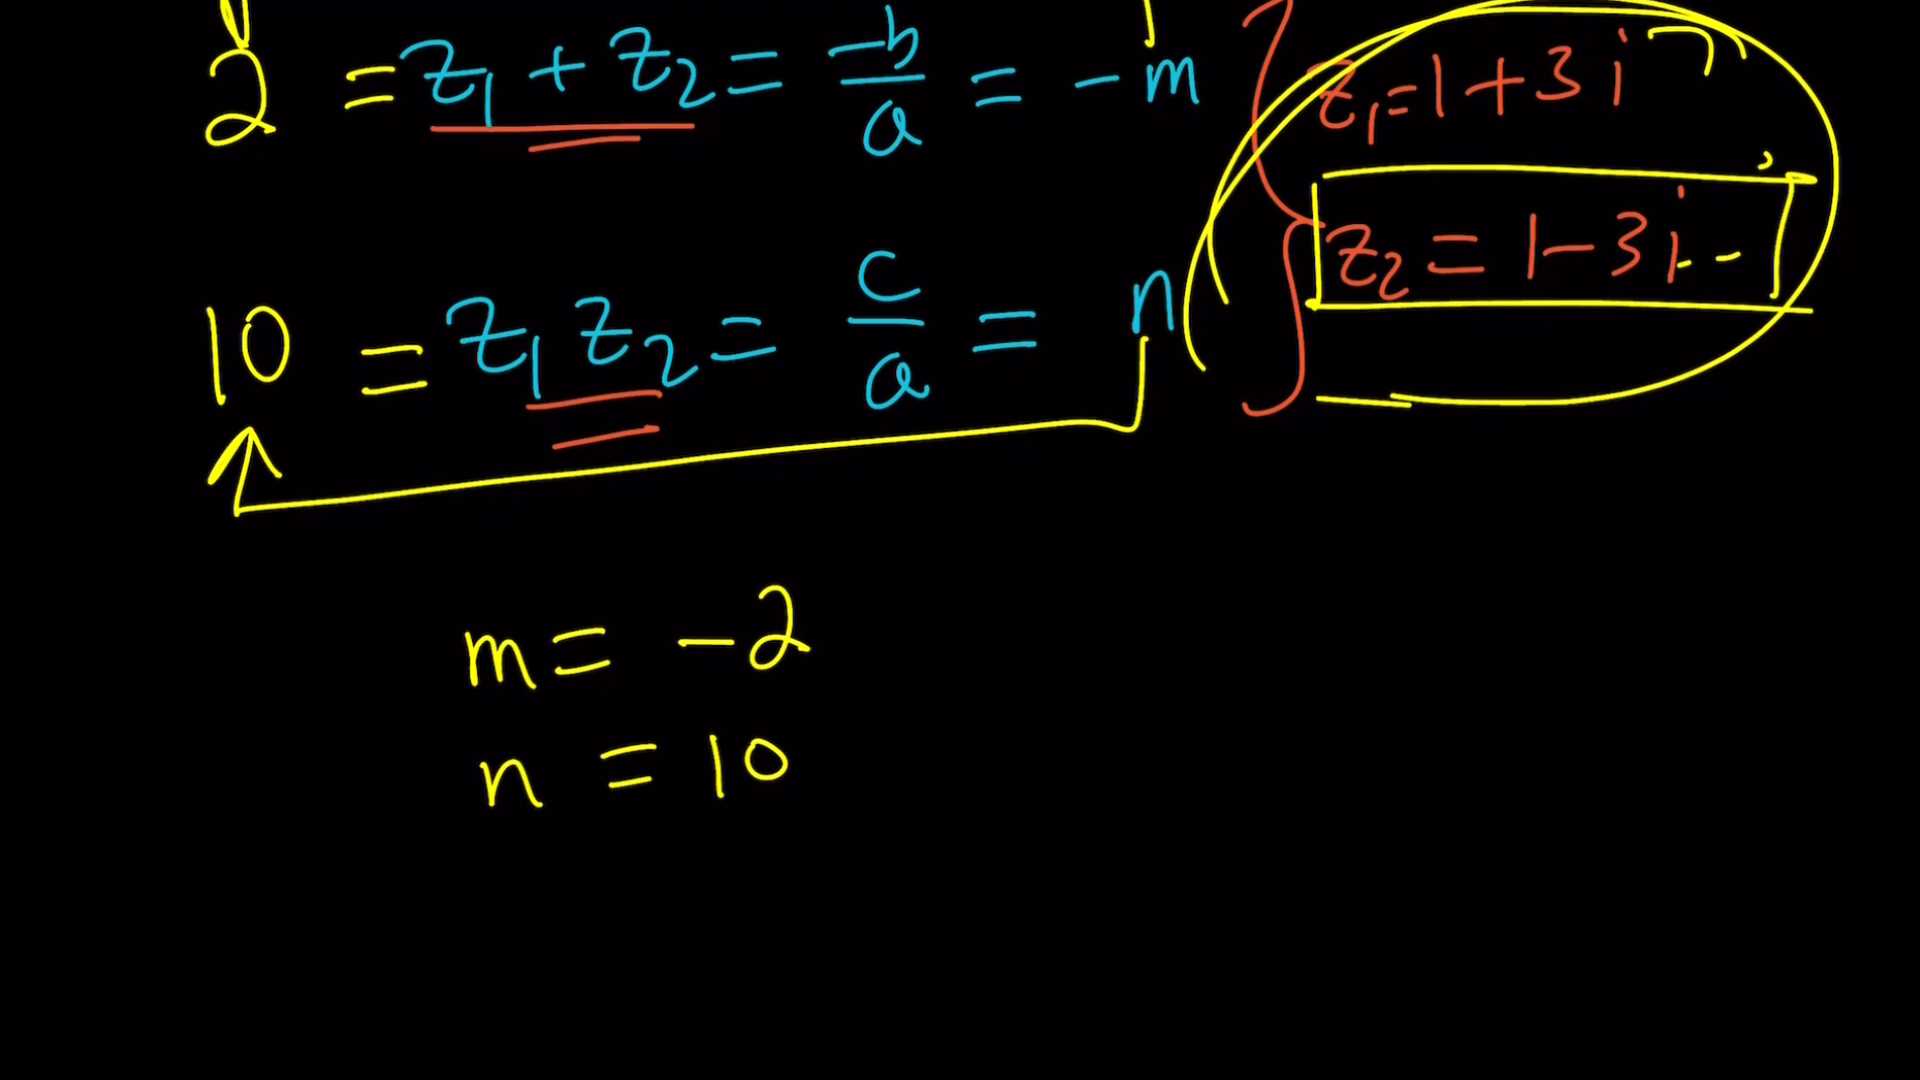 2 = z₁ + z₂ = -b/a = -m
z₁ = 1 + 3i
z₂ = 1 - 3i
10 = z₁ z₂ = c/a = n
m = -2
n = 10